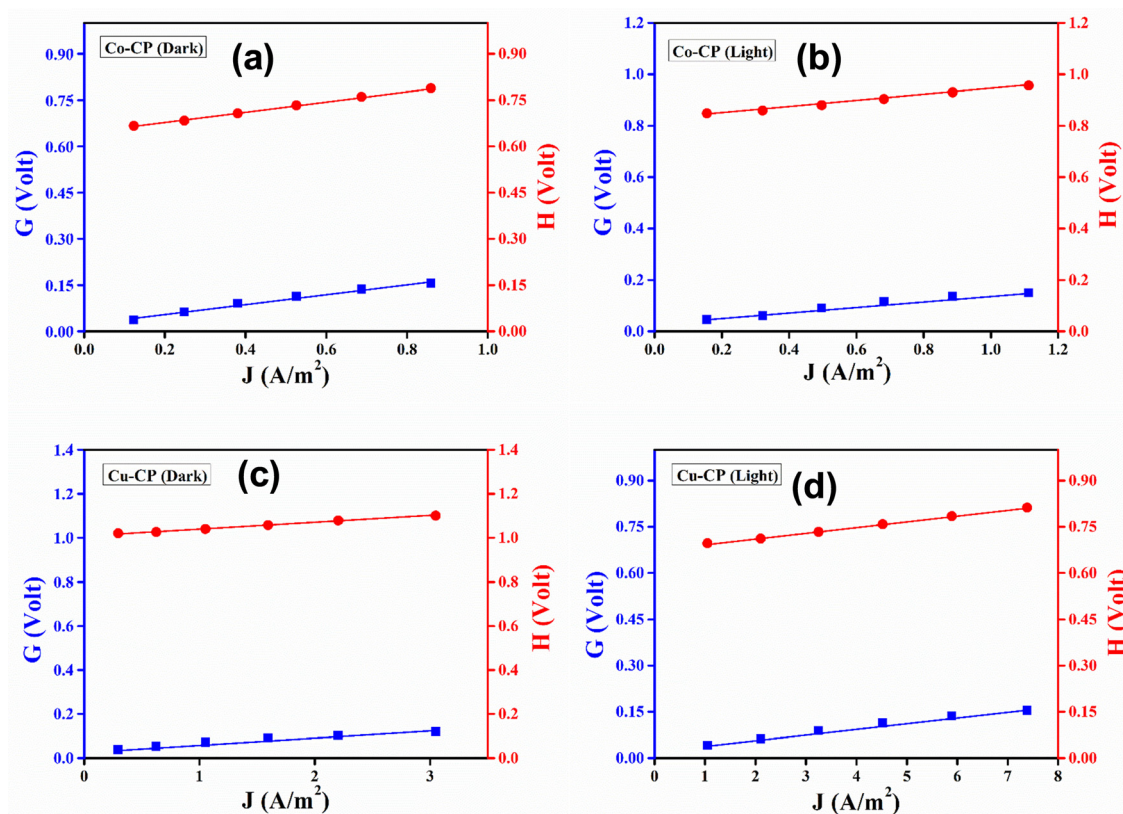 Co-CP (Dark)
(a)
G (Volt)
0.90
0.75
0.60
0.45
0.30
0.15
0.00
H (Volt)
0.90
0.75
0.60
0.45
0.30
0.15
0.00
0.0 0.2 0.4 0.6 0.8 1.0
J (A/m²)
Co-CP (Light)
(b)
G (Volt)
1.2
1.0
0.8
0.6
0.4
0.2
0.0
H (Volt)
1.2
1.0
0.8
0.6
0.4
0.2
0.0
0.0 0.2 0.4 0.6 0.8 1.0 1.2
J (A/m²)
Cu-CP (Dark)
(c)
G (Volt)
1.4
1.2
1.0
0.8
0.6
0.4
0.2
0.0
H (Volt)
1.4
1.2
1.0
0.8
0.6
0.4
0.2
0.0
0 1 2 3
J (A/m²)
Cu-CP (Light)
(d)
G (Volt)
0.90
0.75
0.60
0.45
0.30
0.15
0.00
H (Volt)
0.90
0.75
0.60
0.45
0.30
0.15
0.00
0 1 2 3 4 5 6 7 8
J (A/m²)